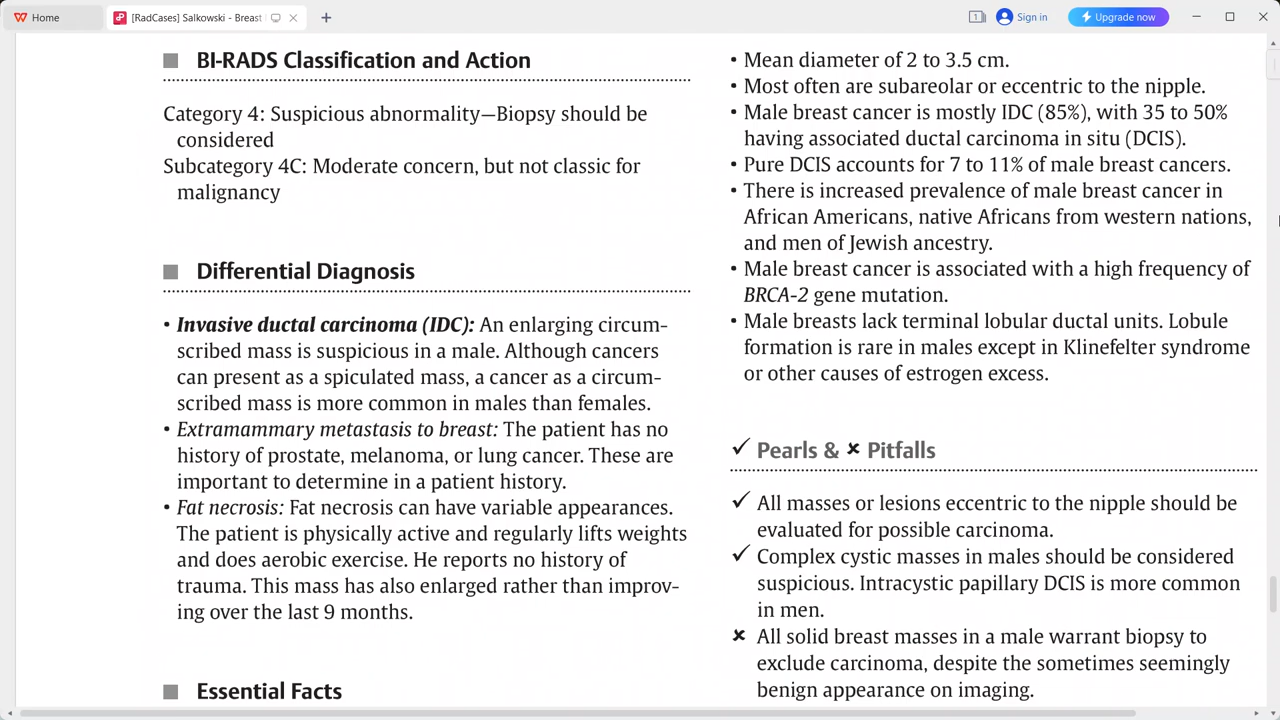 Home
[RadCases] Salkowski - Breast
1
Sign in
Upgrade now
BI-RADS Classification and Action
Category 4: Suspicious abnormality—Biopsy should be
considered
Subcategory 4C: Moderate concern, but not classic for
malignancy
Differential Diagnosis
• Invasive ductal carcinoma (IDC): An enlarging circum-
scribed mass is suspicious in a male. Although cancers
can present as a spiculated mass, a cancer as a circum-
scribed mass is more common in males than females.
• Extramammary metastasis to breast: The patient has no
history of prostate, melanoma, or lung cancer. These are
important to determine in a patient history.
• Fat necrosis: Fat necrosis can have variable appearances.
The patient is physically active and regularly lifts weights
and does aerobic exercise. He reports no history of
trauma. This mass has also enlarged rather than improv-
ing over the last 9 months.
Essential Facts
• Mean diameter of 2 to 3.5 cm.
• Most often are subareolar or eccentric to the nipple.
• Male breast cancer is mostly IDC (85%), with 35 to 50%
having associated ductal carcinoma in situ (DCIS).
• Pure DCIS accounts for 7 to 11% of male breast cancers.
• There is increased prevalence of male breast cancer in
African Americans, native Africans from western nations,
and men of Jewish ancestry.
• Male breast cancer is associated with a high frequency of
BRCA-2 gene mutation.
• Male breasts lack terminal lobular ductal units. Lobule
formation is rare in males except in Klinefelter syndrome
or other causes of estrogen excess.
✓ Pearls & ✗ Pitfalls
✓ All masses or lesions eccentric to the nipple should be
evaluated for possible carcinoma.
✓ Complex cystic masses in males should be considered
suspicious. Intracystic papillary DCIS is more common
in men.
✗ All solid breast masses in a male warrant biopsy to
exclude carcinoma, despite the sometimes seemingly
benign appearance on imaging.